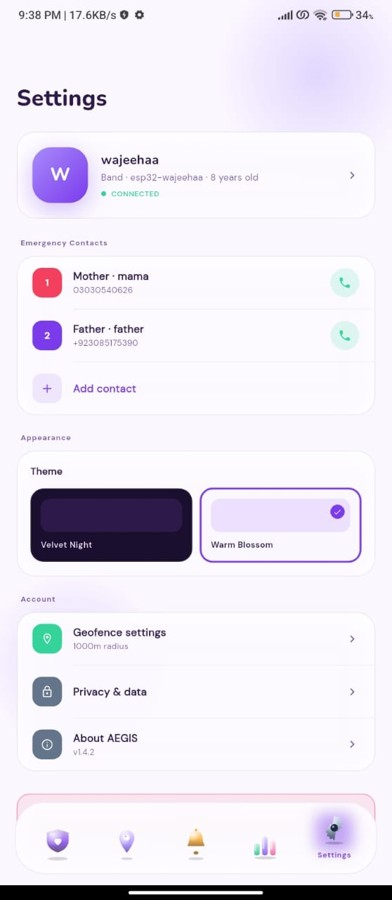 9:38 PM | 17.6KB/s
34%
Settings
W
wajeehaa
Band · esp32-wajeehaa · 8 years old
CONNECTED
Emergency Contacts
1
Mother · mama
03030540626
2
Father · father
+923085175390
+
Add contact
Appearance
Theme
Velvet Night
Warm Blossom
Account
Geofence settings
1000m radius
Privacy & data
About AEGIS
v1.4.2
Settings